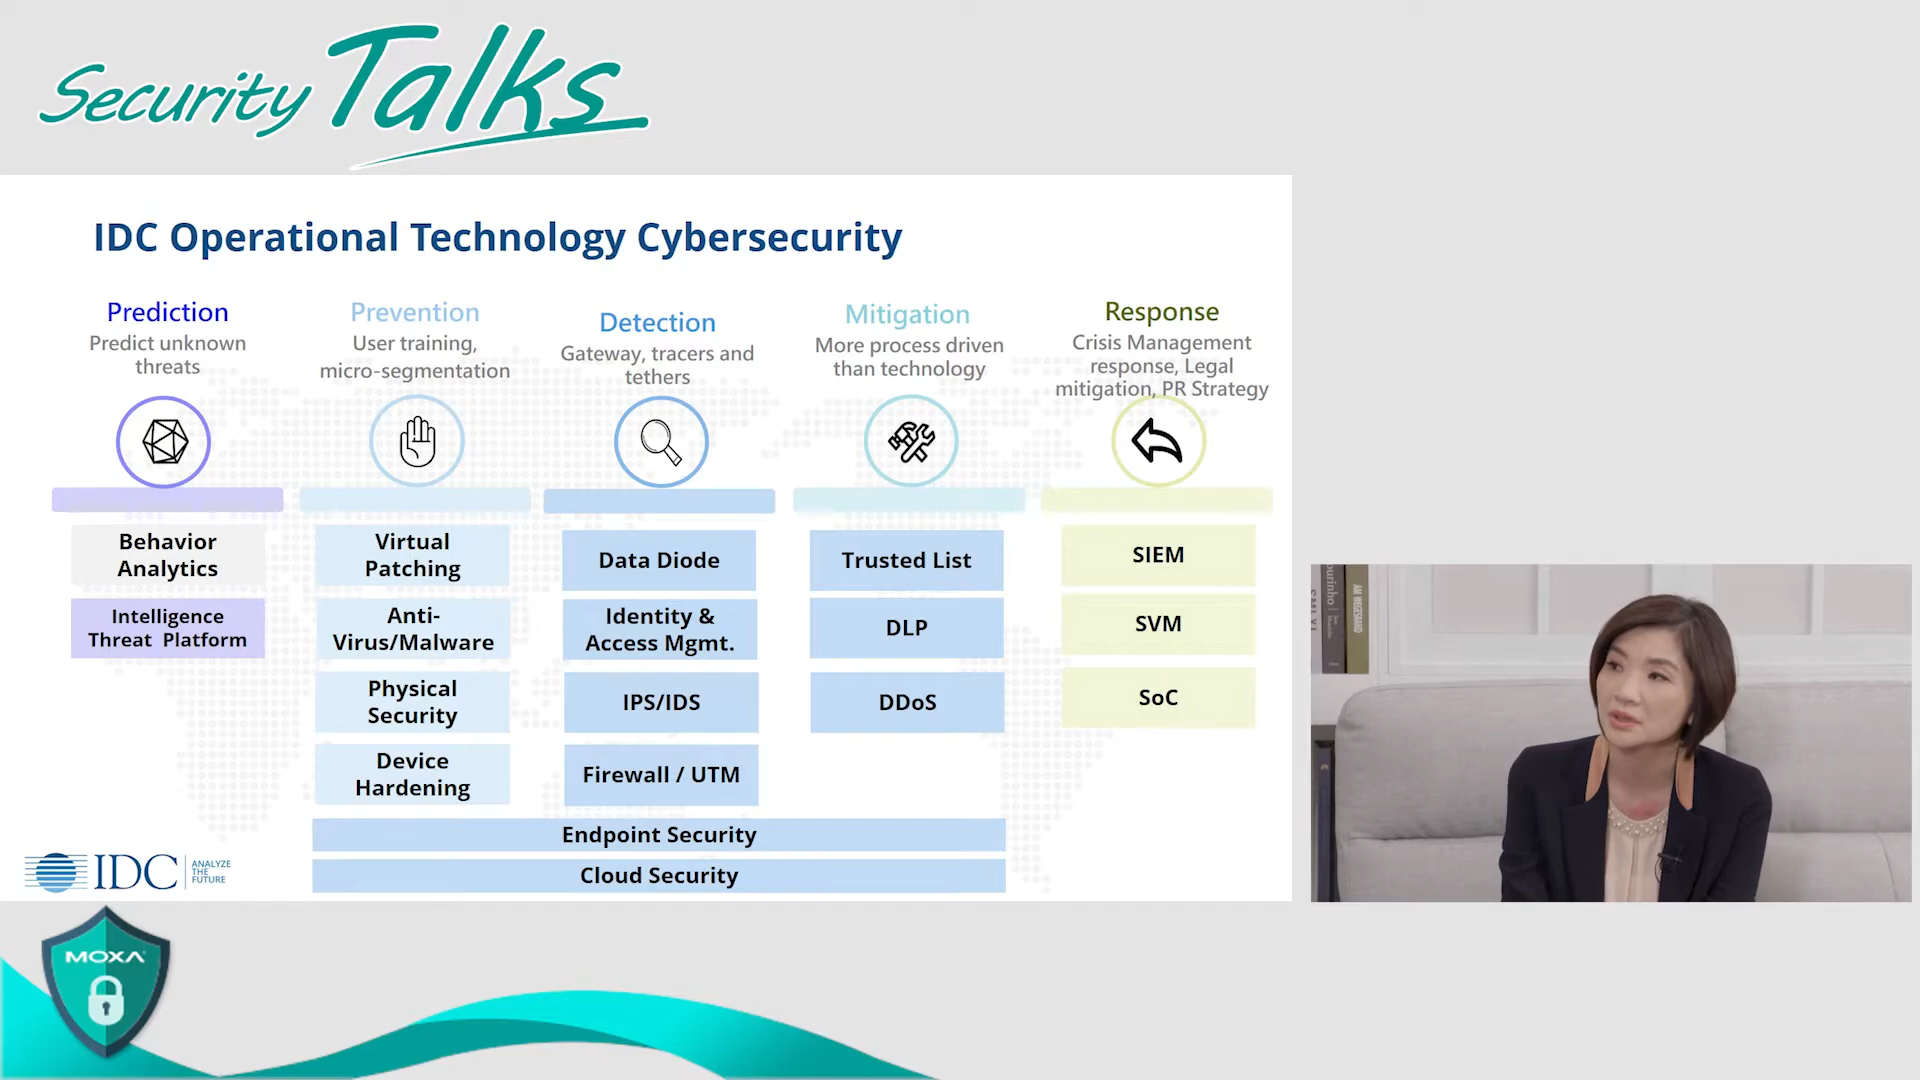 Security Talks
IDC Operational Technology Cybersecurity
Prediction
Predict unknown
threats
Prevention
User training,
micro-segmentation
Detection
Gateway, tracers and
tethers
Mitigation
More process driven
than technology
Response
Crisis Management
response, Legal
mitigation, PR Strategy
Behavior
Analytics
Intelligence
Threat Platform
Virtual
Patching
Anti-
Virus/Malware
Physical
Security
Device
Hardening
Data Diode
Identity &
Access Mgmt.
IPS/IDS
Firewall / UTM
Trusted List
DLP
DDoS
SIEM
SVM
SoC
Endpoint Security
Cloud Security
IDC
ANALYZE
THE
FUTURE
MOXA